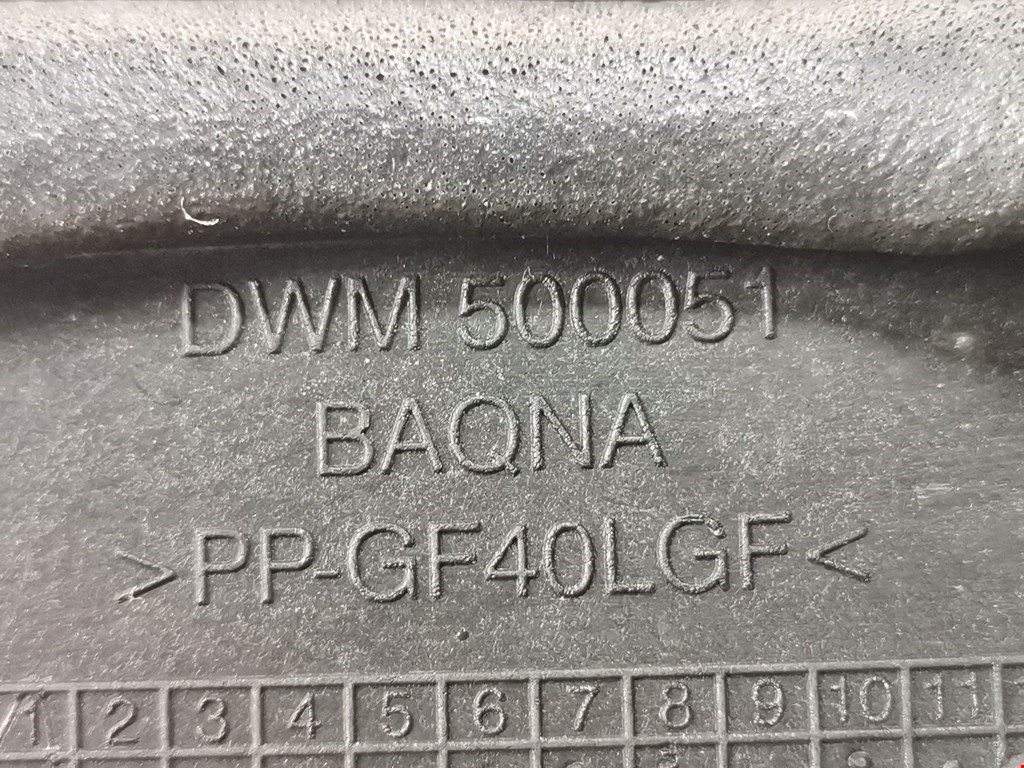 DWM 500051
BAQNA
>PP-GF40LGF<
1 2 3 4 5 6 7 8 9 10 11